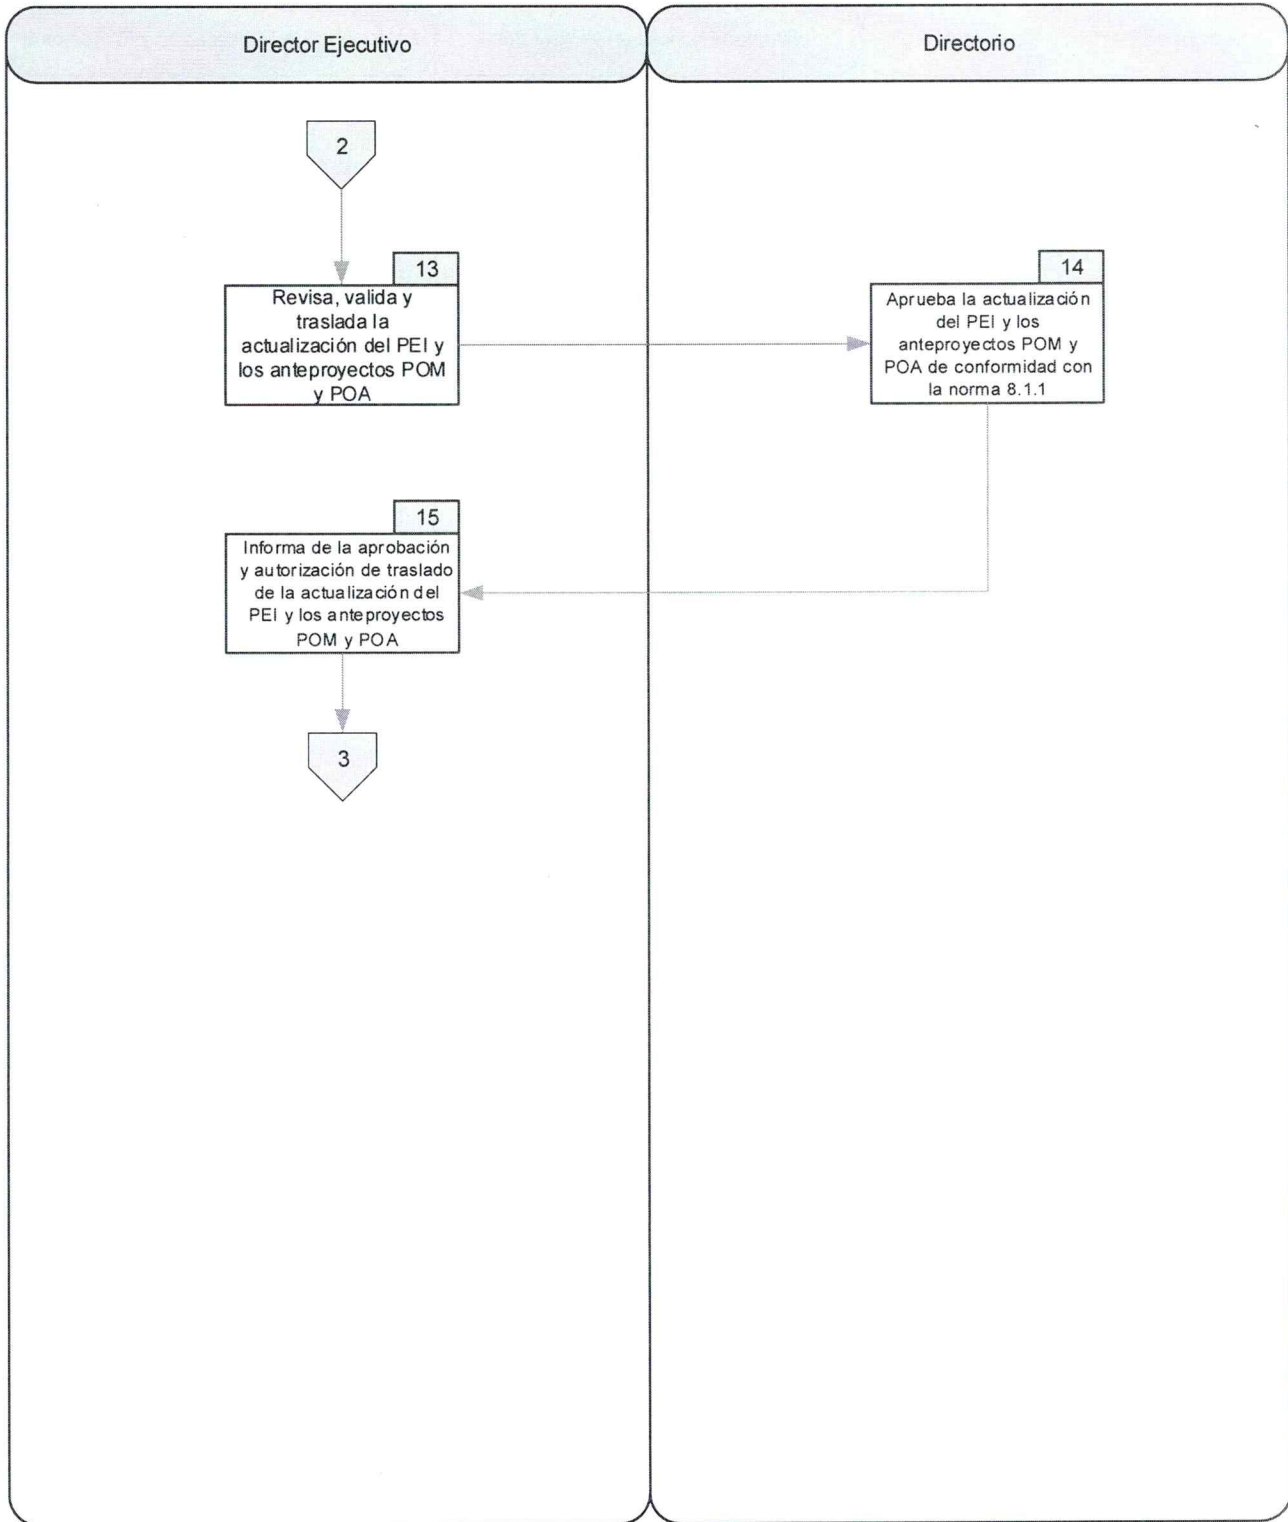 Director Ejecutivo
Directorio
2
13
Revisa, valida y
traslada la
actualización del PEI y
los anteproyectos POM
y POA
14
Aprueba la actualización
del PEI y los
anteproyectos POM y
POA de conformidad con
la norma 8.1.1
15
Informa de la aprobación
y autorización de traslado
de la actualización del
PEI y los anteproyectos
POM y POA
3